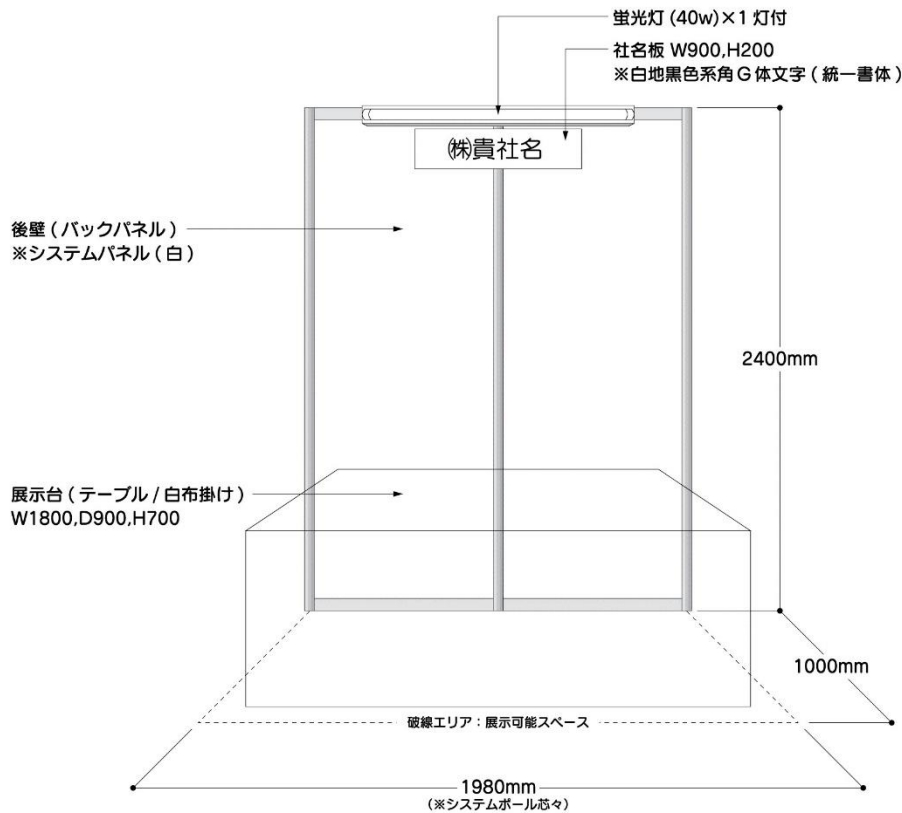 蛍光灯 (40w)×1 灯付
社名板 W900,H200
※白地黒色系角G体文字 ( 統一書体 )
㈱貴社名
後壁 ( バックパネル )
※システムパネル ( 白 )
2400mm
展示台 ( テーブル / 白布掛け )
W1800,D900,H700
1000mm
破線エリア：展示可能スペース
1980mm
(※システムポール芯々)